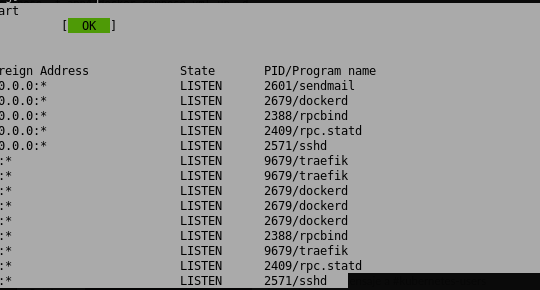 art
[ OK ]
reign Address State PID/Program name
0.0.0:* LISTEN 2601/sendmail
0.0.0:* LISTEN 2679/dockerd
0.0.0:* LISTEN 2388/rpcbind
0.0.0:* LISTEN 2409/rpc.statd
0.0.0:* LISTEN 2571/sshd
:* LISTEN 9679/traefik
:* LISTEN 9679/traefik
:* LISTEN 2679/dockerd
:* LISTEN 2679/dockerd
:* LISTEN 2679/dockerd
:* LISTEN 2388/rpcbind
:* LISTEN 9679/traefik
:* LISTEN 2409/rpc.statd
:* LISTEN 2571/sshd